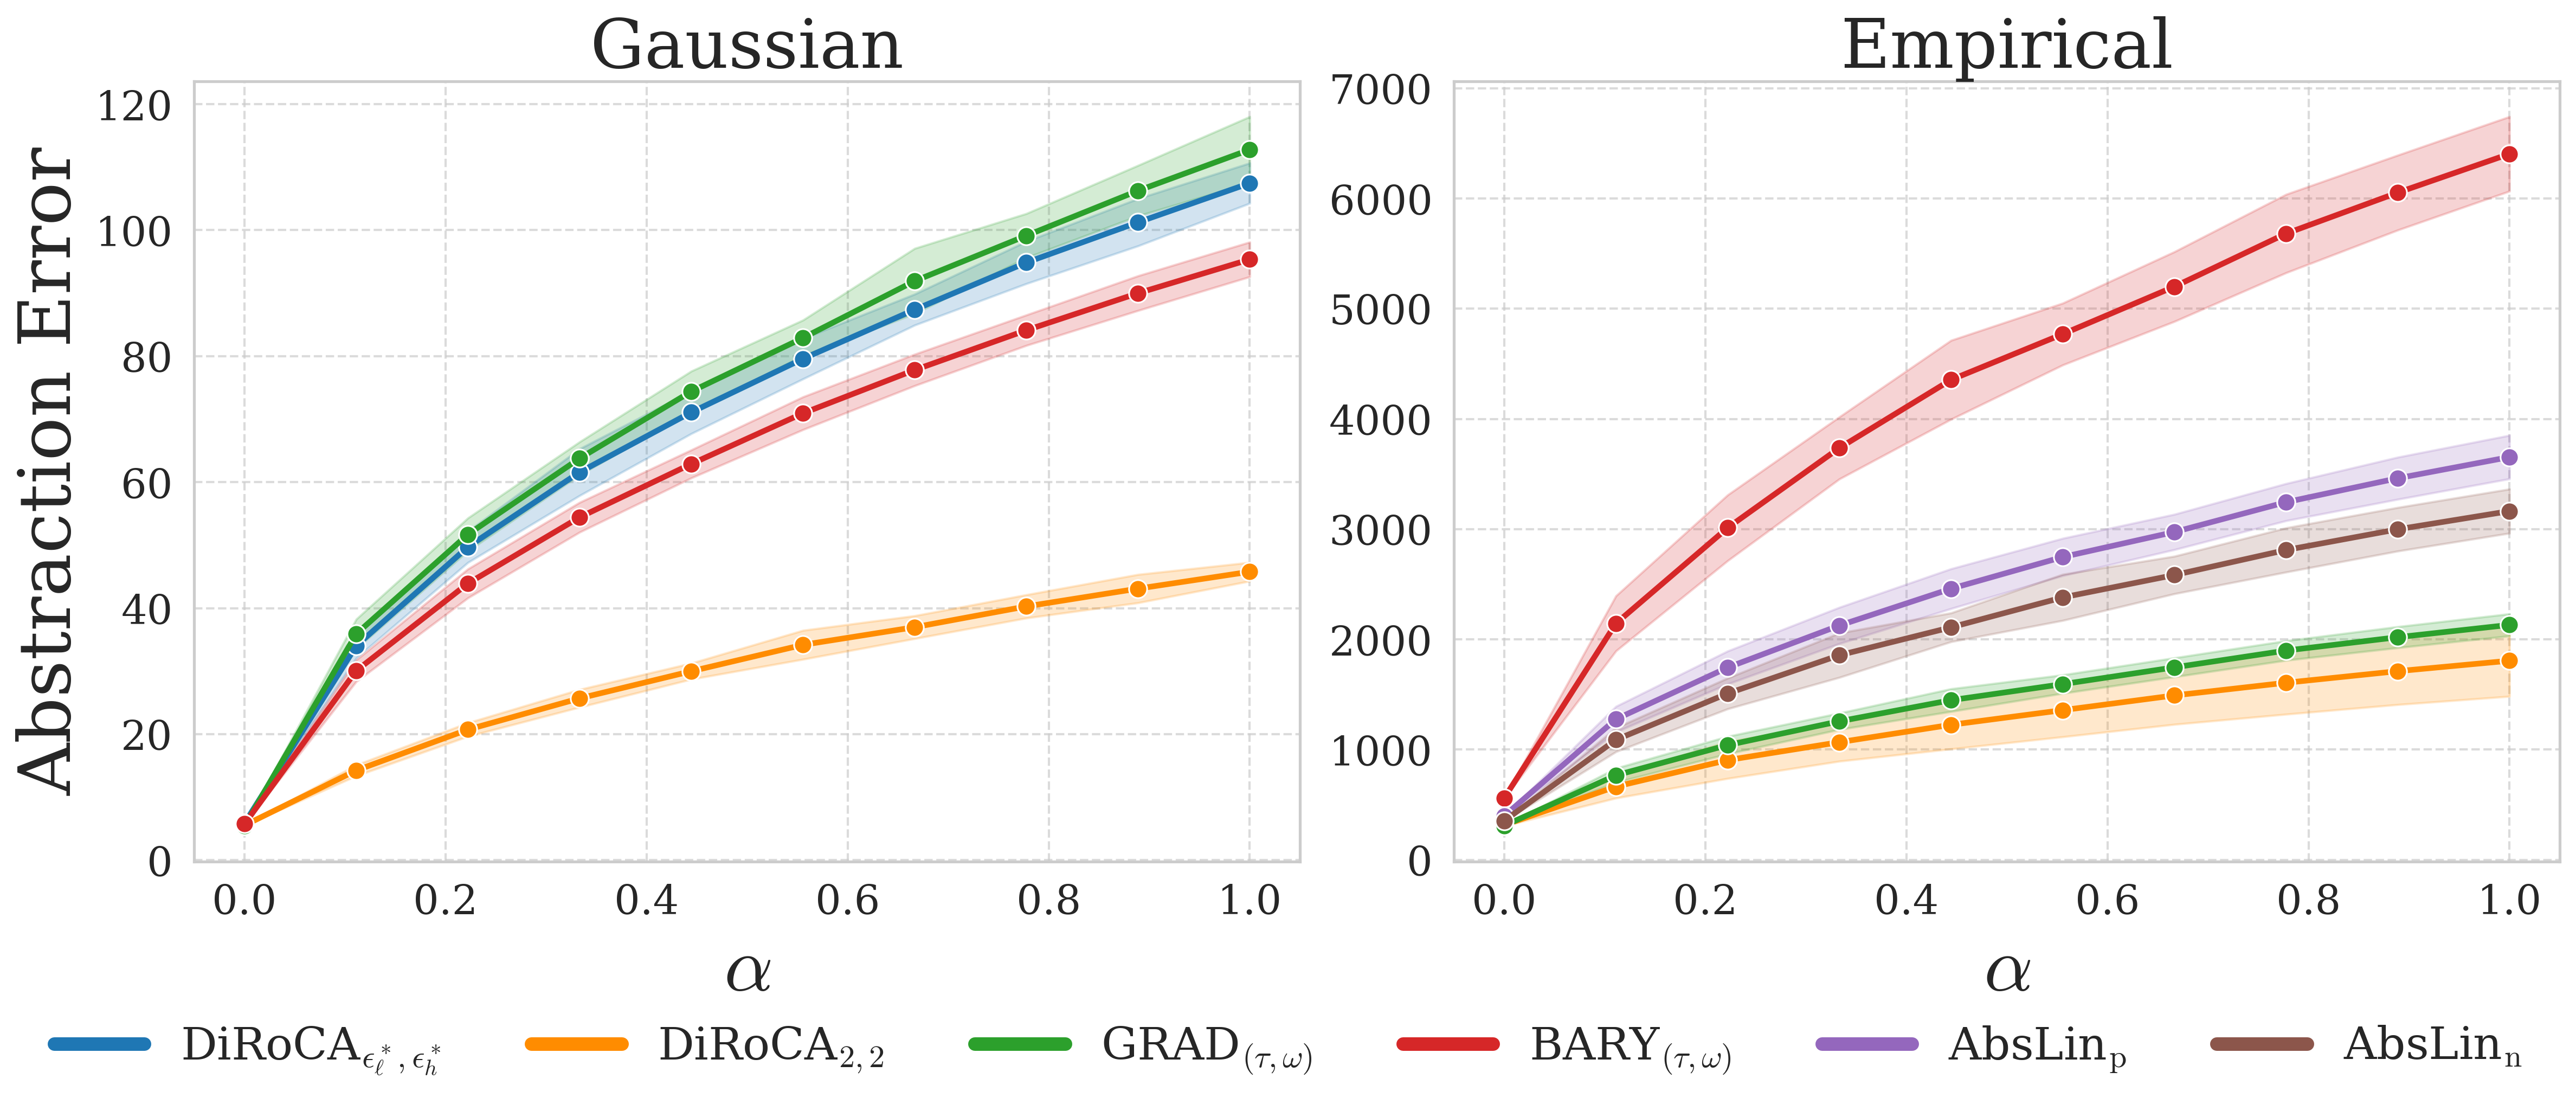 Gaussian
Empirical
Abstraction Error
120
100
80
60
40
20
0
0.0 0.2 0.4 0.6 0.8 1.0
α
7000
6000
5000
4000
3000
2000
1000
0
0.0 0.2 0.4 0.6 0.8 1.0
α
DiRoCA_{ϵ_ℓ^*, ϵ_h^*} DiRoCA_{2,2} GRAD_{(τ,ω)} BARY_{(τ,ω)} AbsLin_p AbsLin_n